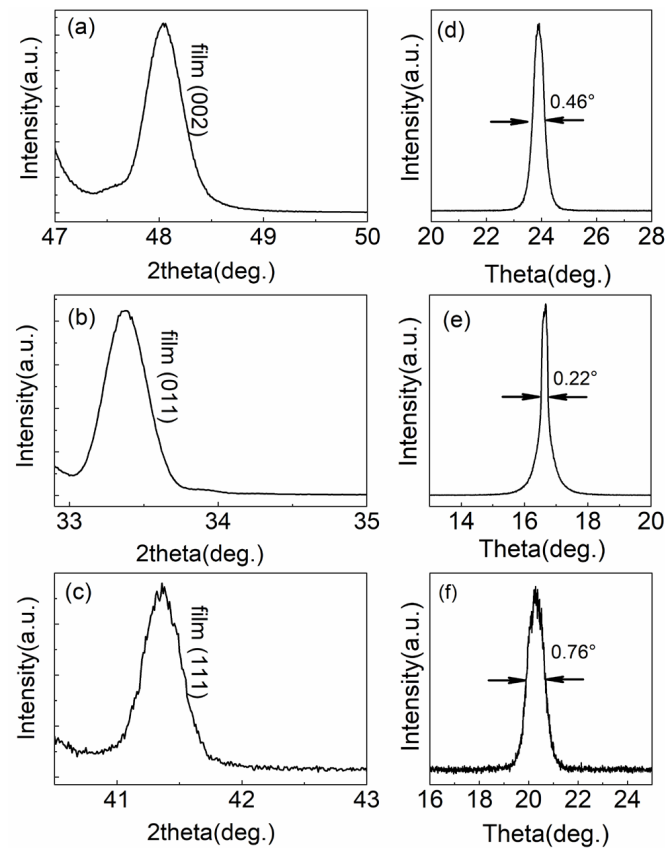 (a)
film (002)
Intensity(a.u.)
47 48 49 50
2theta(deg.)
(d)
0.46°
Intensity(a.u.)
20 22 24 26 28
Theta(deg.)
(b)
film (011)
Intensity(a.u.)
33 34 35
2theta(deg.)
(e)
0.22°
Intensity(a.u.)
14 16 18 20
Theta(deg.)
(c)
film (111)
Intensity(a.u.)
41 42 43
2theta(deg.)
(f)
0.76°
Intensity(a.u.)
16 18 20 22 24
Theta(deg.)